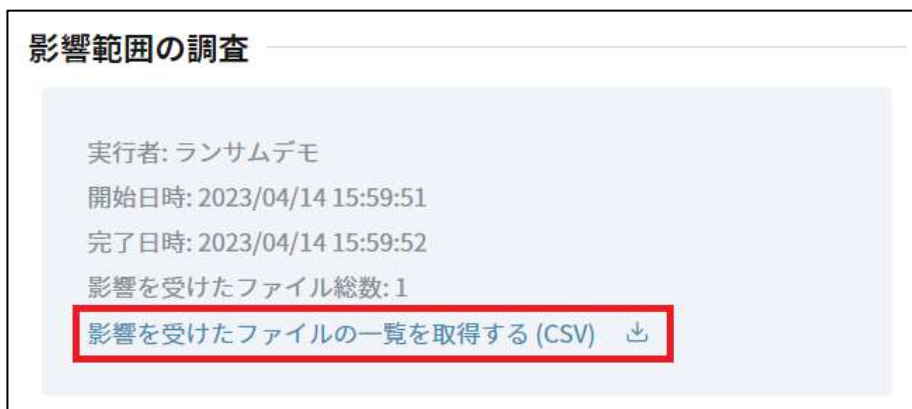 影響範囲の調査
実行者: ランサムデモ
開始日時: 2023/04/14 15:59:51
完了日時: 2023/04/14 15:59:52
影響を受けたファイル総数: 1
影響を受けたファイルの一覧を取得する (CSV)